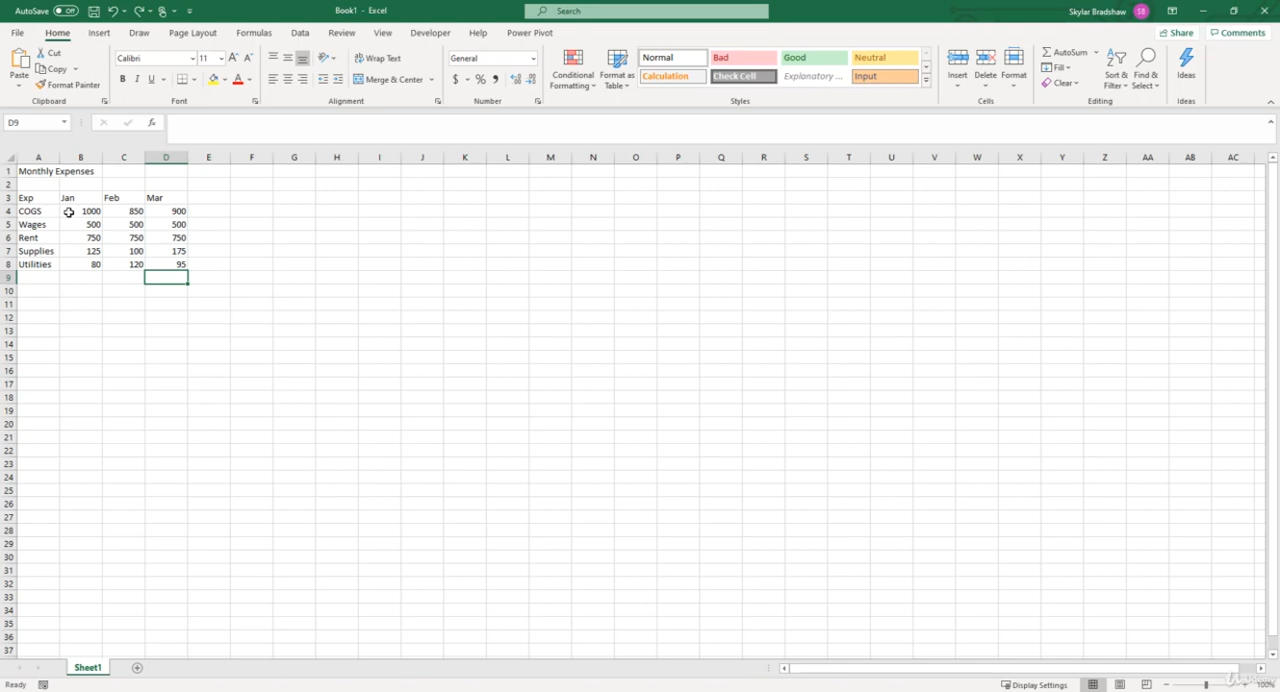 AutoSave Off Book1 - Excel Search Skylar Bradshaw SB
File Home Insert Draw Page Layout Formulas Data Review View Developer Help Power Pivot Share Comments
Paste Cut Copy Format Painter Clipboard
Calibri 11 A A B I U A Font
Wrap Text Merge & Center Alignment
General $ % , Number
Conditional Formatting Format as Table
Normal Bad Good Neutral
Calculation Check Cell Explanatory ... Input
Styles
Insert Delete Format Cells
AutoSum Fill Clear Sort & Filter Find & Select Editing
Ideas Ideas
D9 fx
A B C D E F G H I J K L M N O P Q R S T U V W X Y Z AA AB AC
1 Monthly Expenses
2
3 Exp Jan Feb Mar
4 COGS 1000 850 900
5 Wages 500 500 500
6 Rent 750 750 750
7 Supplies 125 100 175
8 Utilities 80 120 95
9
10
11
12
13
14
15
16
17
18
19
20
21
22
23
24
25
26
27
28
29
30
31
32
33
34
35
36
37
Sheet1
Ready Display Settings 100%